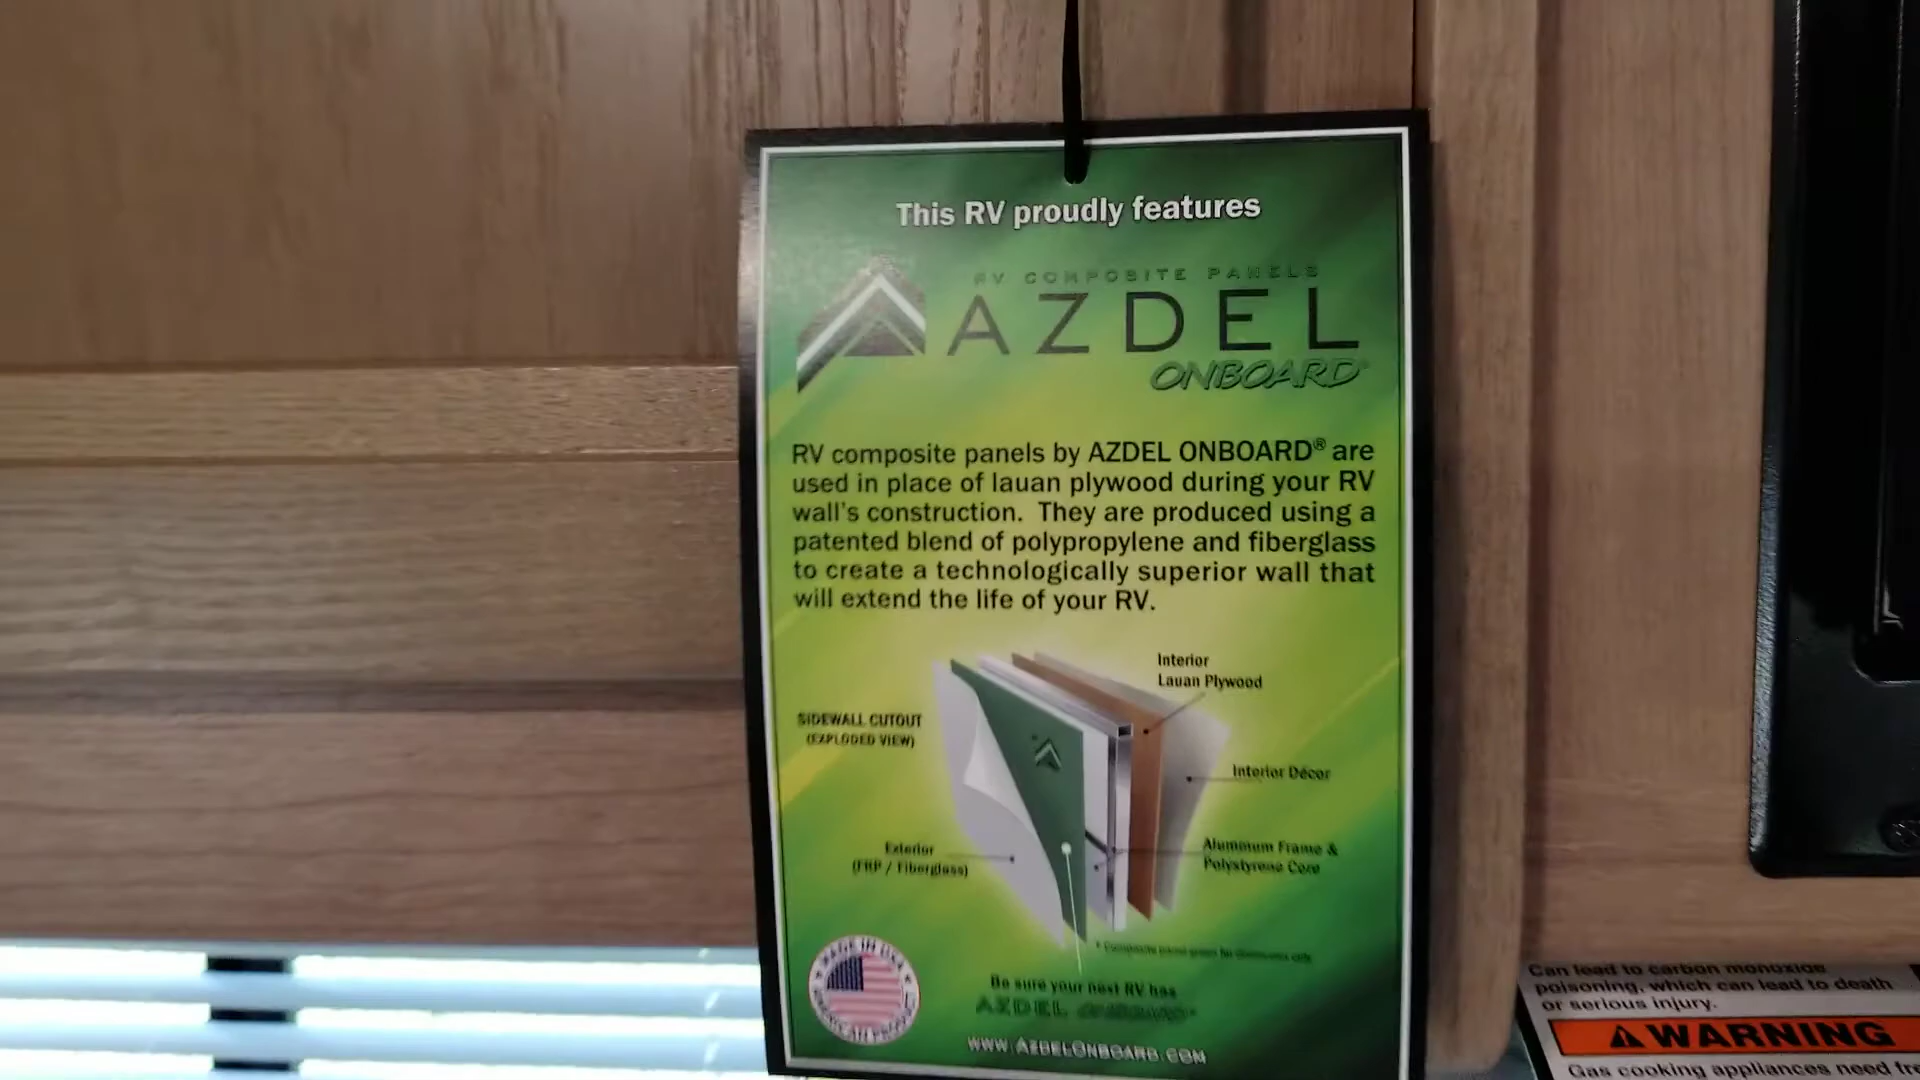 This RV proudly features
RV COMPOSITE PANELS
AZDEL
ONBOARD®
RV composite panels by AZDEL ONBOARD® are
used in place of lauan plywood during your RV
wall's construction. They are produced using a
patented blend of polypropylene and fiberglass
to create a technologically superior wall that
will extend the life of your RV.
Interior
Lauan Plywood
SIDEWALL CUTOUT
(EXPLODED VIEW)
Interior Décor
Exterior
(FRP / Fiberglass)
Aluminum Frame &
Polystyrene Core
MADE IN USA
Be sure your next RV has
AZDEL ONBOARD
WWW.AZDELONBOARD.COM
Can lead to carbon monoxide
poisoning, which can lead to death
or serious injury.
WARNING
Gas cooking appliances need